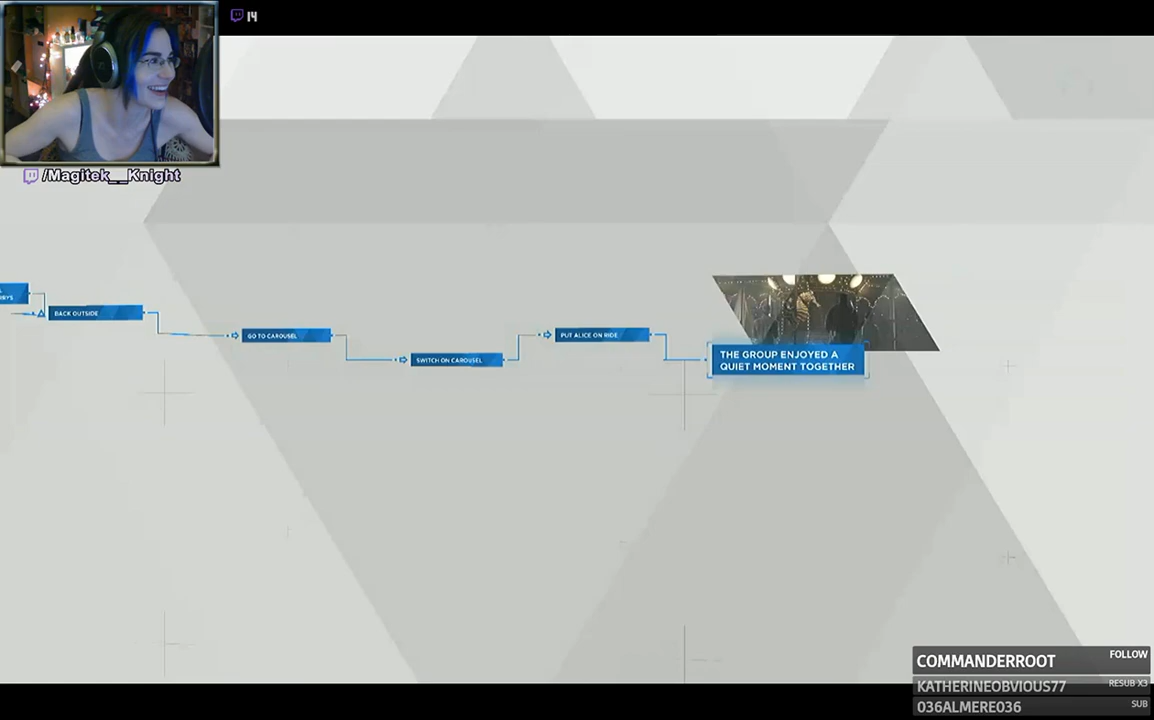 14
/Magitek__Knight
BACK OUTSIDE
GO TO CAROUSEL
SWITCH ON CAROUSEL
PUT ALICE ON RIDE
THE GROUP ENJOYED A
QUIET MOMENT TOGETHER
COMMANDERROOT FOLLOW
KATHERINEOBVIOUS77 RESUB X3
036ALMERE036 SUB